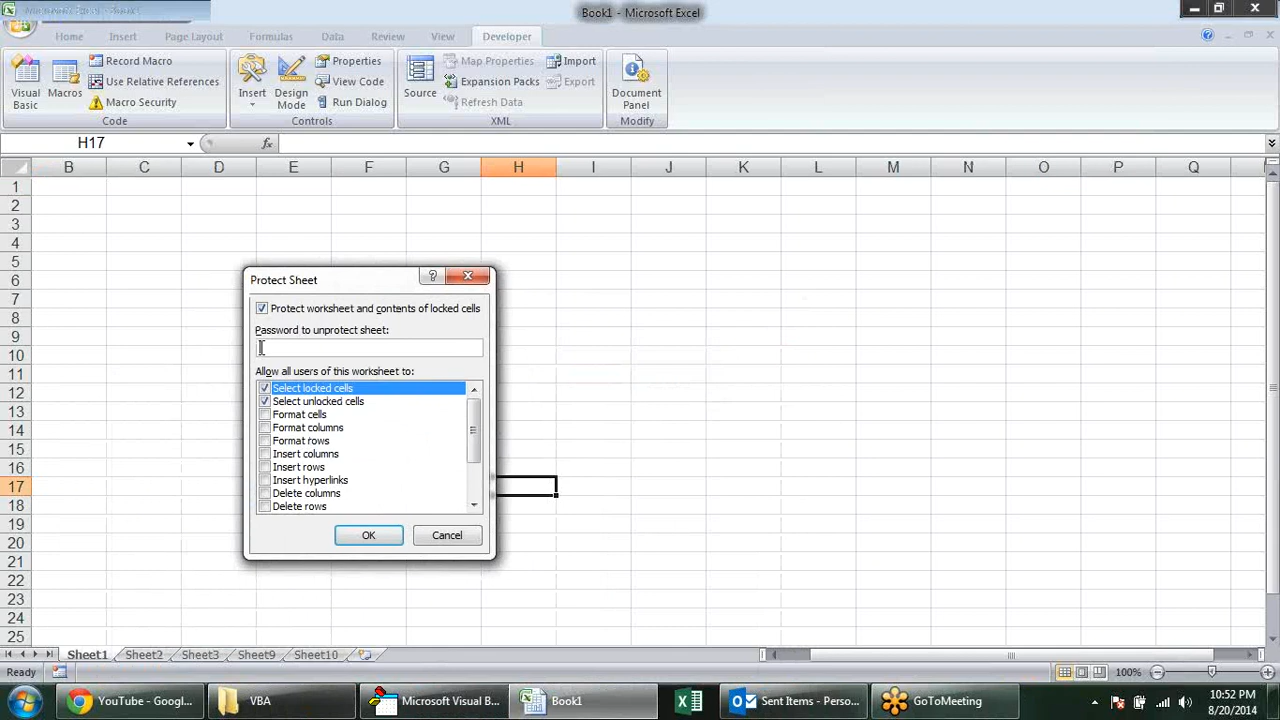 Book1 - Microsoft Excel
Home Insert Page Layout Formulas Data Review View Developer
Visual Basic
Macros
Record Macro
Use Relative References
Macro Security
Code
Insert
Design Mode
Properties
View Code
Run Dialog
Controls
Source
Map Properties
Expansion Packs
Refresh Data
Import
Export
XML
Document Panel
Modify
H17 fx
B C D E F G H I J K L M N O P Q
1
2
3
4
5
6
7
8
9
10
11
12
13
14
15
16
17
18
19
20
21
22
23
24
25
Protect Sheet
Protect worksheet and contents of locked cells
Password to unprotect sheet:
Allow all users of this worksheet to:
Select locked cells
Select unlocked cells
Format cells
Format columns
Format rows
Insert columns
Insert rows
Insert hyperlinks
Delete columns
Delete rows
OK Cancel
Sheet1 Sheet2 Sheet3 Sheet9 Sheet10
Ready 100%
YouTube - Googl... VBA Microsoft Visual B... Book1 Sent Items - Perso... GoToMeeting
10:52 PM
8/20/2014